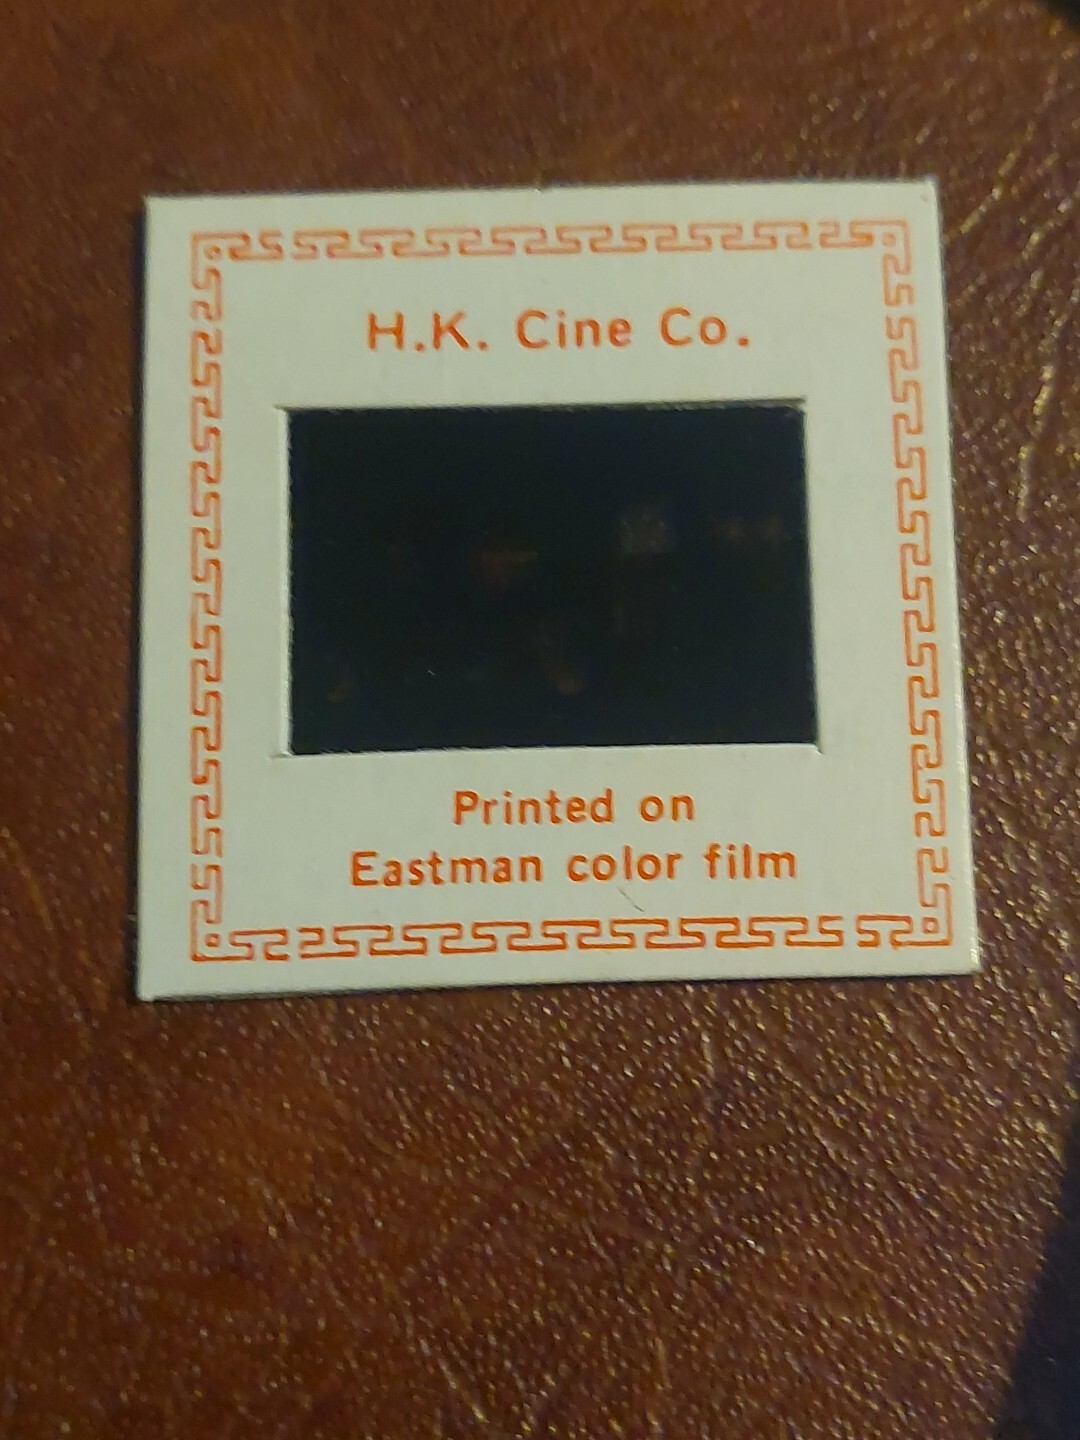 H.K. Cine Co.
Printed on
Eastman color film